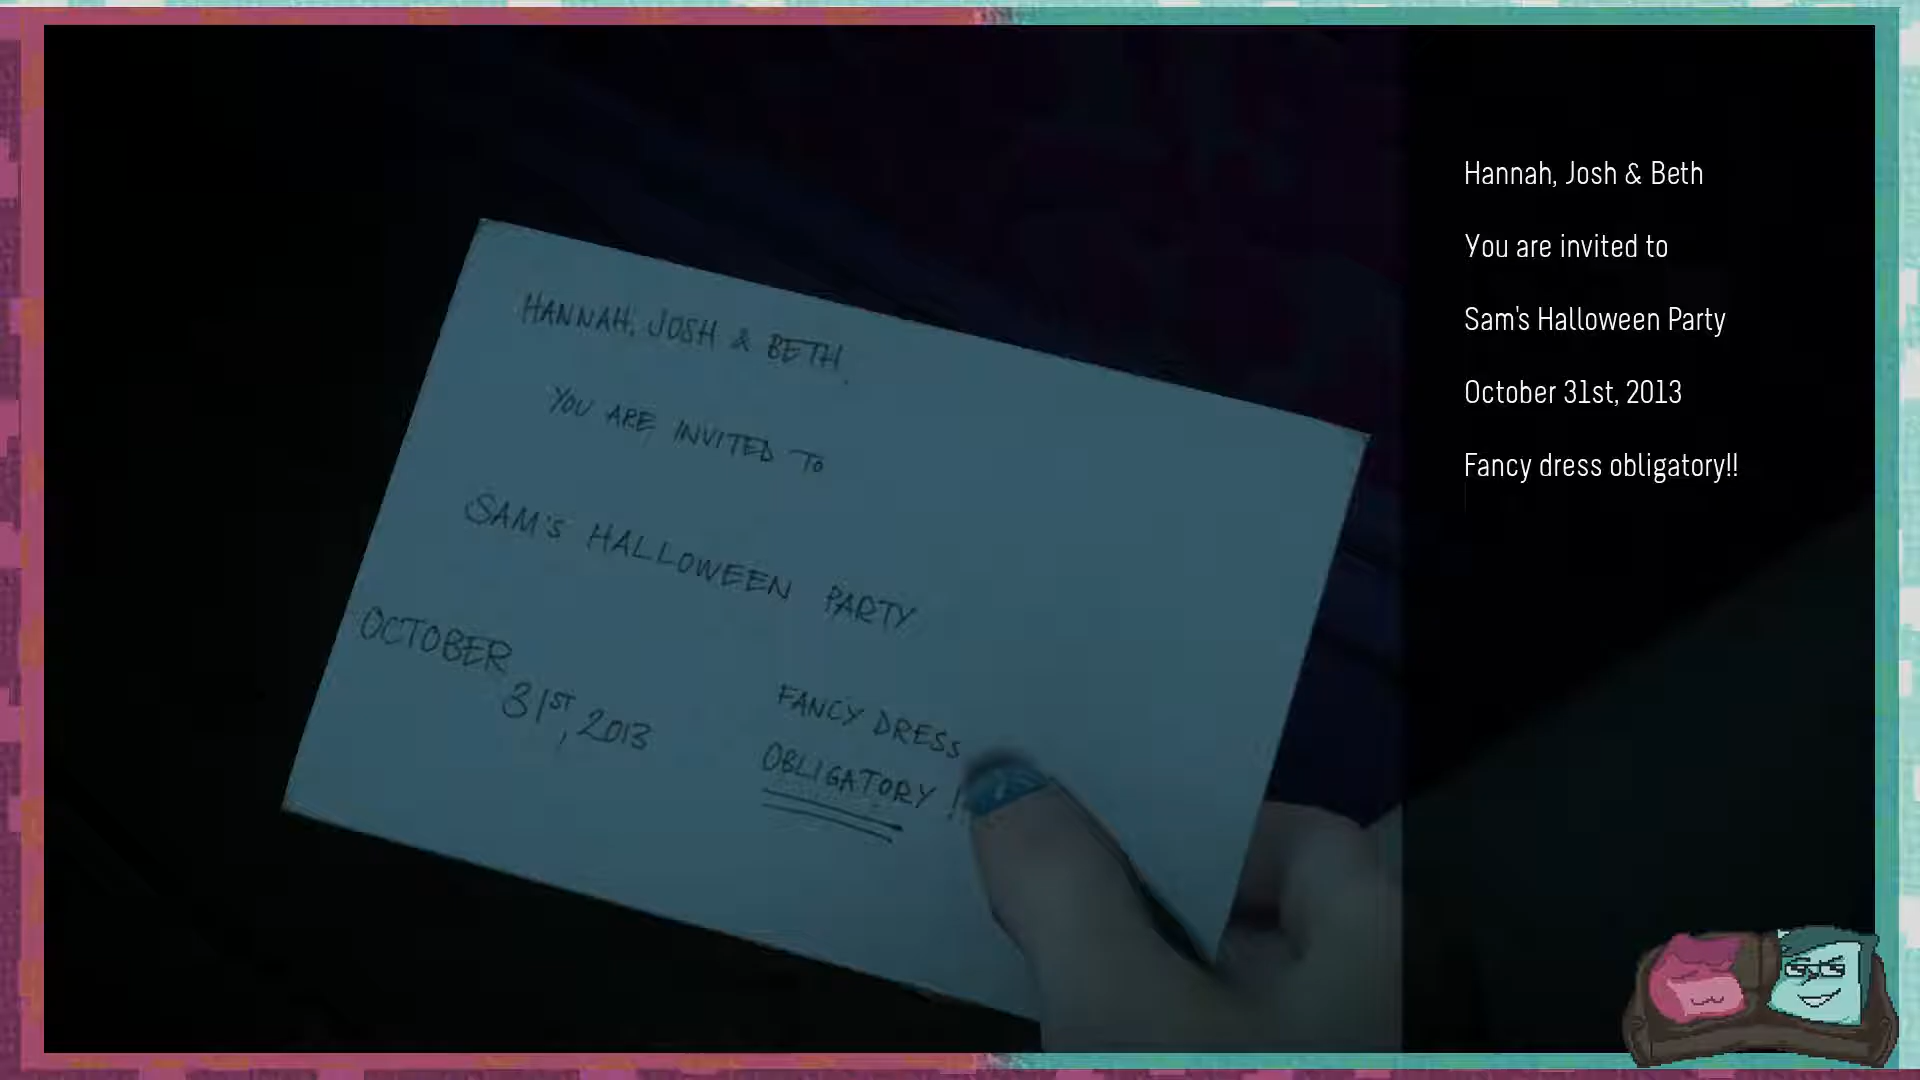 HANNAH, JOSH & BETH.
YOU ARE INVITED TO
SAM'S HALLOWEEN PARTY
OCTOBER
31ST, 2013
FANCY DRESS
OBLIGATORY !
Hannah, Josh & Beth
You are invited to
Sam's Halloween Party
October 31st, 2013
Fancy dress obligatory!!